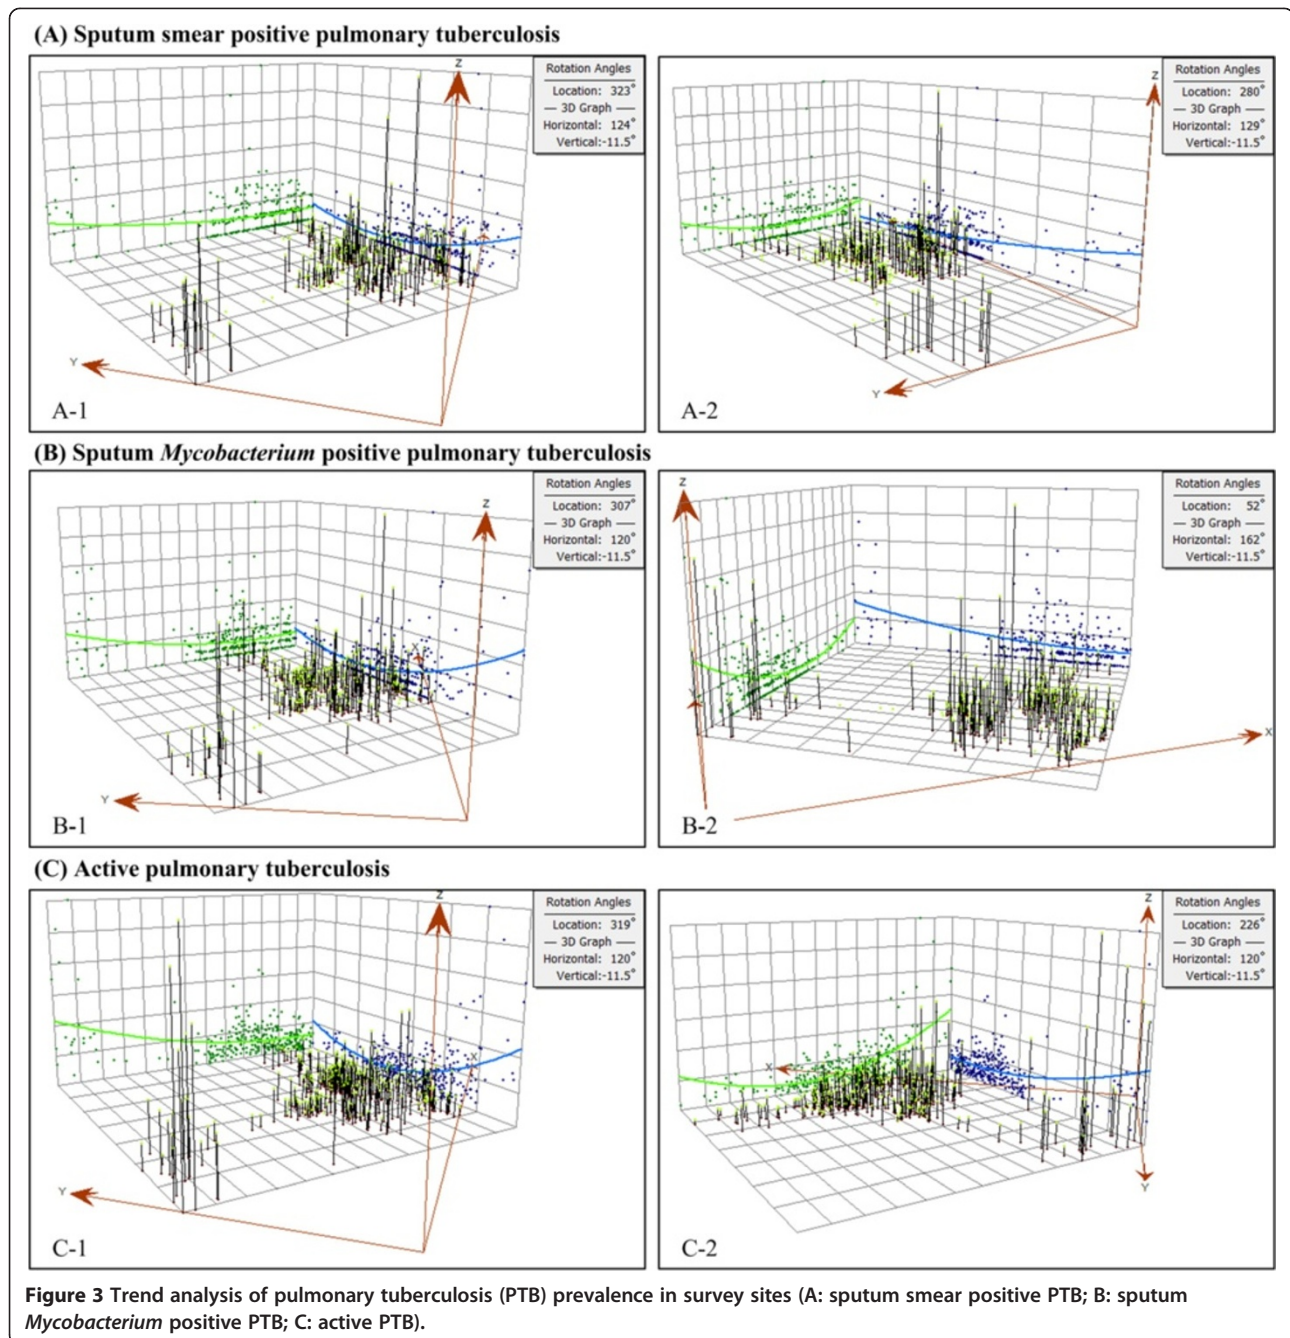 (A) Sputum smear positive pulmonary tuberculosis
Z
Rotation Angles
Location: 323°
— 3D Graph —
Horizontal: 124°
Vertical:-11.5°
Y
A-1
Z
Rotation Angles
Location: 280°
— 3D Graph —
Horizontal: 129°
Vertical:-11.5°
Y
A-2
(B) Sputum Mycobacterium positive pulmonary tuberculosis
Z
Rotation Angles
Location: 307°
— 3D Graph —
Horizontal: 120°
Vertical:-11.5°
X
Y
B-1
Z
Rotation Angles
Location: 52°
— 3D Graph —
Horizontal: 162°
Vertical:-11.5°
Y
X
B-2
(C) Active pulmonary tuberculosis
Z
Rotation Angles
Location: 319°
— 3D Graph —
Horizontal: 120°
Vertical:-11.5°
X
Y
C-1
Z
Rotation Angles
Location: 226°
— 3D Graph —
Horizontal: 120°
Vertical:-11.5°
X
Y
C-2
Figure 3 Trend analysis of pulmonary tuberculosis (PTB) prevalence in survey sites (A: sputum smear positive PTB; B: sputum
Mycobacterium positive PTB; C: active PTB).